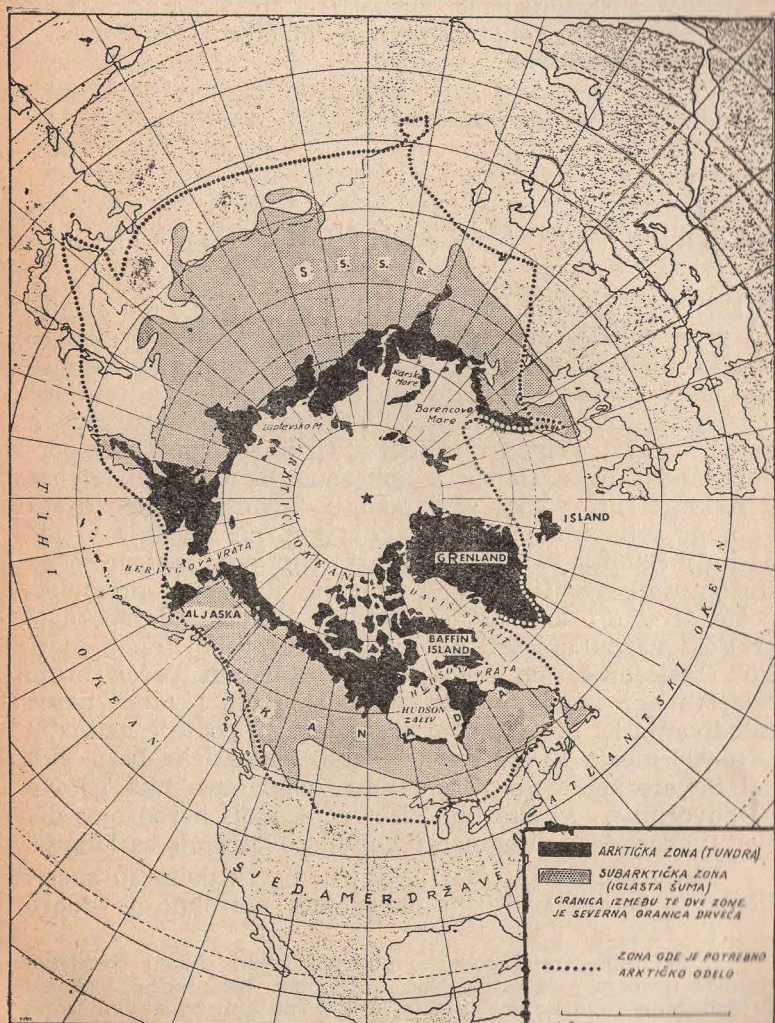 S. S. S. R.
Karsko
More
Barencovo
More
Laptevsko M
ARKTIČ. OKEAN
ISLAND
GRENLAND
TIHI
OKEAN
BERINGOVA VRATA
ALJASKA
DAVIS STRAIT
BAFFIN
ISLAND
HUDSON VRATA
HUDSON
ZALIV
KANADA
ATLANTSKI OKEAN
SJED. AMER. DRŽAVE
ARKTIČKA ZONA (TUNDRA)
SUBARKTIČKA ZONA
(IGLASTA ŠUMA)
GRANICA IZMEĐU TE DVE ZONE
JE SEVERNA GRANICA DRVEĆA
ZONA GDE JE POTREBNO
ARKTIČKO ODELO